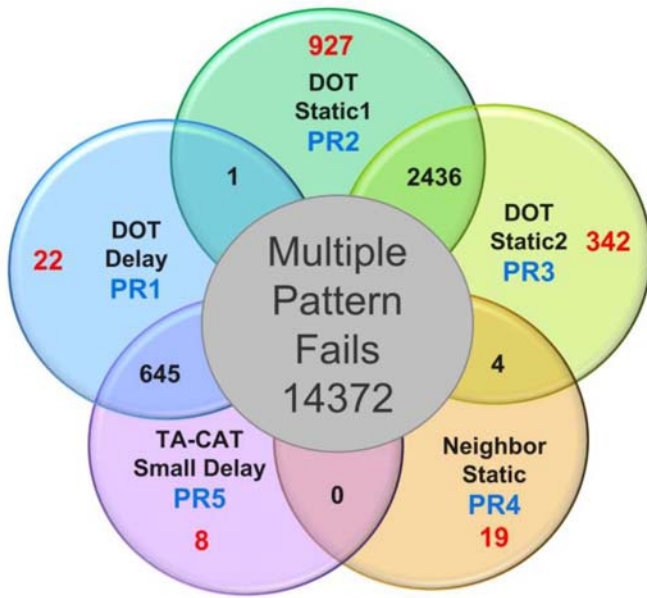 927
DOT
Static1
PR2
1
2436
DOT
Delay
PR1
22
DOT
Static2
PR3
342
Multiple
Pattern
Fails
14372
645
4
TA-CAT
Small Delay
PR5
8
0
Neighbor
Static
PR4
19